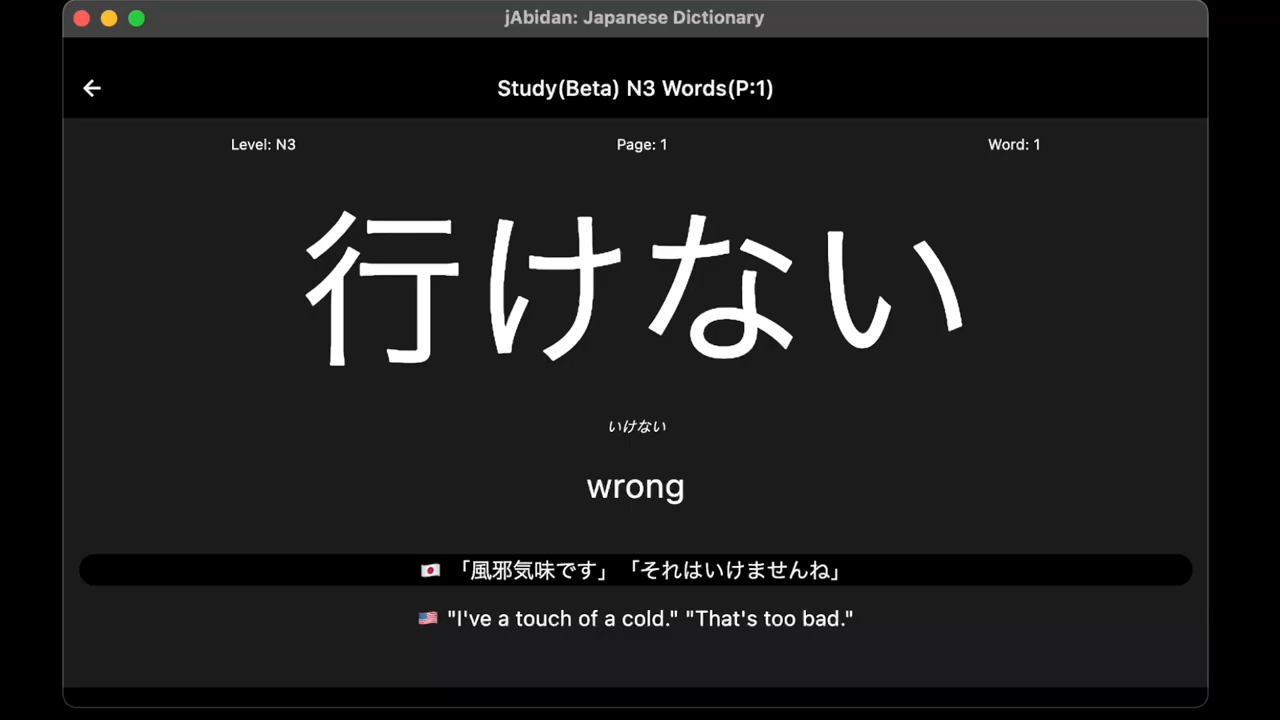 jAbidan: Japanese Dictionary
Study(Beta) N3 Words(P:1)
Level: N3 Page: 1 Word: 1
行けない
いけない
wrong
「風邪気味です」「それはいけませんね」
"I've a touch of a cold." "That's too bad."